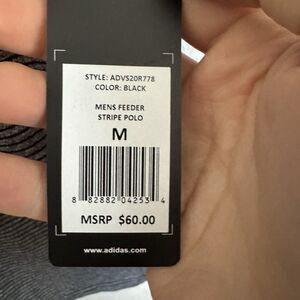 STYLE: ADVS20R778
COLOR: BLACK
MENS FEEDER
STRIPE POLO
M
8 82882 04253 4
MSRP $60.00
www.adidas.com